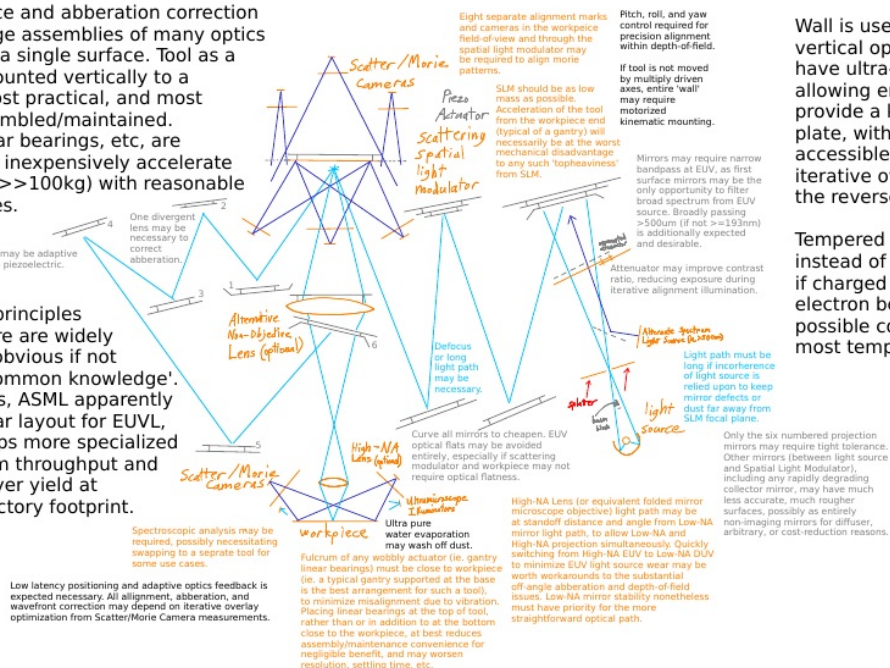 ce and abberation correction
ge assemblies of many optics
a single surface. Tool as a
ounted vertically to a
ost practical, and most
mbled/maintained.
ar bearings, etc, are
inexpensively accelerate
(>>100kg) with reasonable
es.
Eight separate alignment marks
and cameras in the workpeice
field-of-view and through the
spatial light modulator may
be required to align morie
patterns.
Pitch, roll, and yaw
control required for
precision alignment
within depth-of-field.
If tool is not moved
by multiply driven
axes, entire 'wall'
may require
motorized
kinematic mounting.
Wall is use
vertical op
have ultra-
allowing en
provide a b
plate, with
accessible
iterative ov
the reverse
Tempered
instead of
if charged
electron be
possible co
most temp
Scatter/Morie
Cameras
Piezo
Actuator
scattering
spatial
light
modulator
SLM should be as low
mass as possible.
Acceleration of the tool
from the workpiece end
(typical of a gantry) will
necessarily be at the worst
mechanical disadvantage
to any such 'topheaviness'
from SLM.
Mirrors may require narrow
bandpass at EUV, as first
surface mirrors may be the
only opportunity to filter
broad spectrum from EUV
source. Broadly passing
>500um (if not >=193nm)
is additionally expected
and desirable.
4
2
One divergent
lens may be
necessary to
correct
abberation.
may be adaptive
piezoelectric.
1
3
Attenuator may improve contrast
ratio, reducing exposure during
iterative alignment illumination.
rinciples
re are widely
obvious if not
ommon knowledge'.
s, ASML apparently
ar layout for EUVL,
ps more specialized
m throughput and
ver yield at
ctory footprint.
Alternative
Non-Objective
Lens (optional)
6
Defocus
or long
light path
may be
necessary.
Alternate Spectrum
Light path must be
long if incoherence
of light source is
relied upon to keep
mirror defects or
dust far away from
SLM focal plane.
splitter
beam
block
light
source
5
High-NA
Lens (optional)
Curve all mirrors to cheapen. EUV
optical flats may be avoided
entirely, especially if scattering
modulator and workpiece may not
require optical flatness.
Only the six numbered projection
mirrors may require tight tolerance.
Other mirrors (between light source
and Spatial Light Modulator),
including any rapidly degrading
collector mirror, may have much
less accurate, much rougher
surfaces, possibly as entirely
non-imaging mirrors for diffuser,
arbitrary, or cost-reduction reasons.
Scatter/Morie
Cameras
Ultramicroscope
Illuminators
workpiece
Ultra pure
water evaporation
may wash off dust.
High-NA Lens (or equivalent folded mirror
microscope objective) light path may be
at standoff distance and angle from Low-NA
mirror light path, to allow Low-NA and
High-NA projection simultaneously. Quickly
switching from High-NA EUV to Low-NA DUV
to minimize EUV light source wear may be
worth workarounds to the substantial
off-angle abberation and depth-of-field
issues. Low-NA mirror stability nonetheless
must have priority for the more
straightforward optical path.
Spectroscopic analysis may be
required, possibly necessitating
swapping to a seprate tool for
some use cases.
Fulcrum of any wobbly actuator (ie. gantry
linear bearings) must be close to workpiece
(ie. a typical gantry supported at the base
is the best arrangement for such a tool),
to minimize misalignment due to vibration.
Placing linear bearings at the top of tool,
rather than or in addition to at the bottom
close to the workpiece, at best reduces
assembly/maintenance convenience for
negligible benefit, and may worsen
resolution, settling time, etc.
Low latency positioning and adaptive optics feedback is
expected necessary. All allignment, abberation, and
wavefront correction may depend on iterative overlay
optimization from Scatter/Morie Camera measurements.